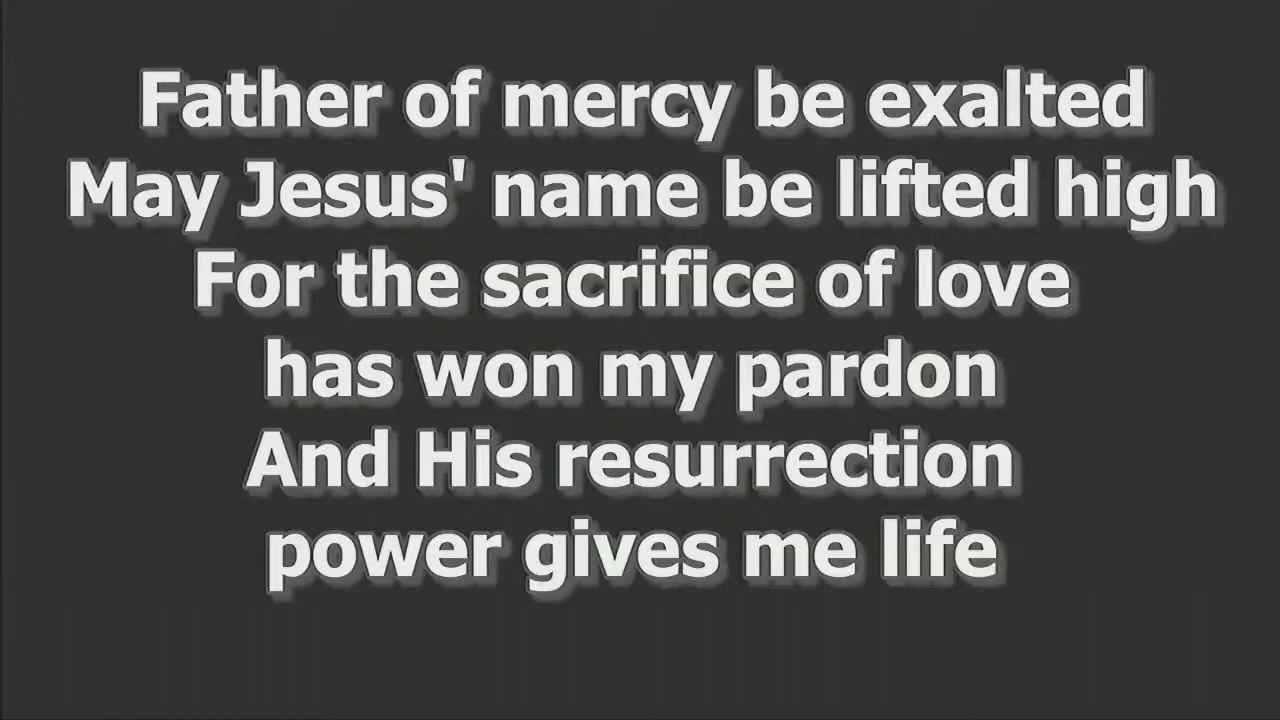 Father of mercy be exalted
May Jesus' name be lifted high
For the sacrifice of love
has won my pardon
And His resurrection
power gives me life